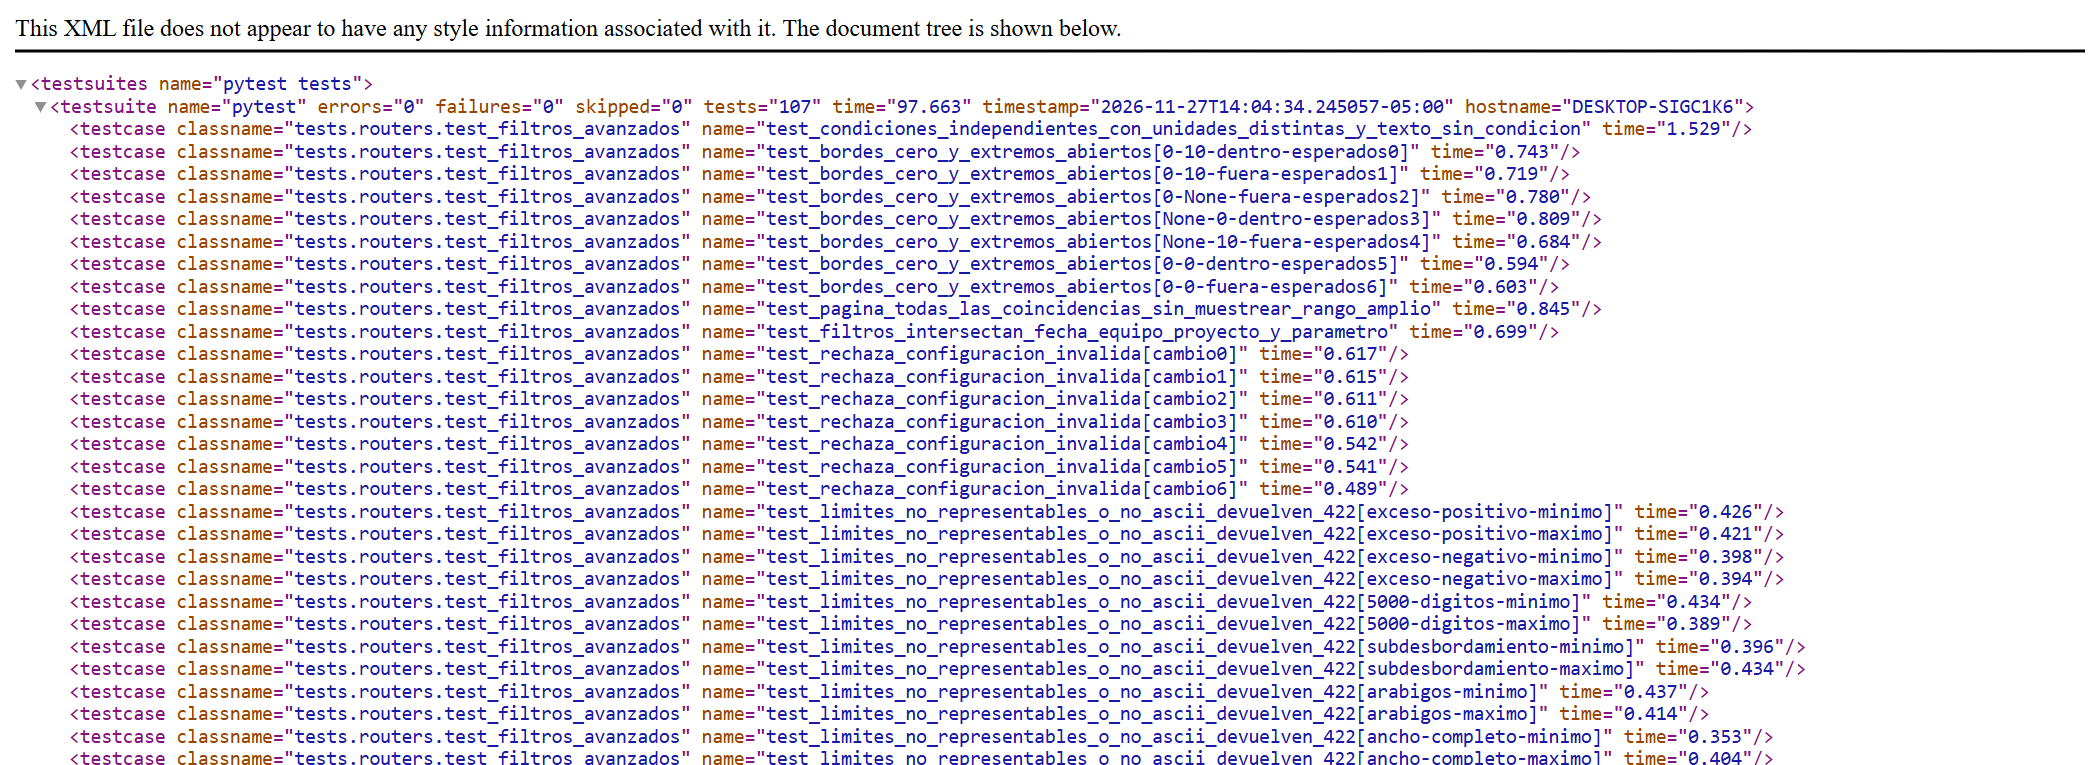 This XML file does not appear to have any style information associated with it. The document tree is shown below.
▼<testsuites name="pytest tests">
▼<testsuite name="pytest" errors="0" failures="0" skipped="0" tests="107" time="97.663" timestamp="2026-11-27T14:04:34.245057-05:00" hostname="DESKTOP-SIGC1K6">
<testcase classname="tests.routers.test_filtros_avanzados" name="test_condiciones_independientes_con_unidades_distintas_y_texto_sin_condicion" time="1.529"/>
<testcase classname="tests.routers.test_filtros_avanzados" name="test_bordes_cero_y_extremos_abiertos[0-10-dentro-esperados0]" time="0.743"/>
<testcase classname="tests.routers.test_filtros_avanzados" name="test_bordes_cero_y_extremos_abiertos[0-10-fuera-esperados1]" time="0.719"/>
<testcase classname="tests.routers.test_filtros_avanzados" name="test_bordes_cero_y_extremos_abiertos[0-None-fuera-esperados2]" time="0.780"/>
<testcase classname="tests.routers.test_filtros_avanzados" name="test_bordes_cero_y_extremos_abiertos[None-0-dentro-esperados3]" time="0.809"/>
<testcase classname="tests.routers.test_filtros_avanzados" name="test_bordes_cero_y_extremos_abiertos[None-10-fuera-esperados4]" time="0.684"/>
<testcase classname="tests.routers.test_filtros_avanzados" name="test_bordes_cero_y_extremos_abiertos[0-0-dentro-esperados5]" time="0.594"/>
<testcase classname="tests.routers.test_filtros_avanzados" name="test_bordes_cero_y_extremos_abiertos[0-0-fuera-esperados6]" time="0.603"/>
<testcase classname="tests.routers.test_filtros_avanzados" name="test_pagina_todas_las_coincidencias_sin_muestrear_rango_amplio" time="0.845"/>
<testcase classname="tests.routers.test_filtros_avanzados" name="test_filtros_intersectan_fecha_equipo_proyecto_y_parametro" time="0.699"/>
<testcase classname="tests.routers.test_filtros_avanzados" name="test_rechaza_configuracion_invalida[cambio0]" time="0.617"/>
<testcase classname="tests.routers.test_filtros_avanzados" name="test_rechaza_configuracion_invalida[cambio1]" time="0.615"/>
<testcase classname="tests.routers.test_filtros_avanzados" name="test_rechaza_configuracion_invalida[cambio2]" time="0.611"/>
<testcase classname="tests.routers.test_filtros_avanzados" name="test_rechaza_configuracion_invalida[cambio3]" time="0.610"/>
<testcase classname="tests.routers.test_filtros_avanzados" name="test_rechaza_configuracion_invalida[cambio4]" time="0.542"/>
<testcase classname="tests.routers.test_filtros_avanzados" name="test_rechaza_configuracion_invalida[cambio5]" time="0.541"/>
<testcase classname="tests.routers.test_filtros_avanzados" name="test_rechaza_configuracion_invalida[cambio6]" time="0.489"/>
<testcase classname="tests.routers.test_filtros_avanzados" name="test_limites_no_representables_o_no_ascii_devuelven_422[exceso-positivo-minimo]" time="0.426"/>
<testcase classname="tests.routers.test_filtros_avanzados" name="test_limites_no_representables_o_no_ascii_devuelven_422[exceso-positivo-maximo]" time="0.421"/>
<testcase classname="tests.routers.test_filtros_avanzados" name="test_limites_no_representables_o_no_ascii_devuelven_422[exceso-negativo-minimo]" time="0.398"/>
<testcase classname="tests.routers.test_filtros_avanzados" name="test_limites_no_representables_o_no_ascii_devuelven_422[exceso-negativo-maximo]" time="0.394"/>
<testcase classname="tests.routers.test_filtros_avanzados" name="test_limites_no_representables_o_no_ascii_devuelven_422[5000-digitos-minimo]" time="0.434"/>
<testcase classname="tests.routers.test_filtros_avanzados" name="test_limites_no_representables_o_no_ascii_devuelven_422[5000-digitos-maximo]" time="0.389"/>
<testcase classname="tests.routers.test_filtros_avanzados" name="test_limites_no_representables_o_no_ascii_devuelven_422[subdesbordamiento-minimo]" time="0.396"/>
<testcase classname="tests.routers.test_filtros_avanzados" name="test_limites_no_representables_o_no_ascii_devuelven_422[subdesbordamiento-maximo]" time="0.434"/>
<testcase classname="tests.routers.test_filtros_avanzados" name="test_limites_no_representables_o_no_ascii_devuelven_422[arabigos-minimo]" time="0.437"/>
<testcase classname="tests.routers.test_filtros_avanzados" name="test_limites_no_representables_o_no_ascii_devuelven_422[arabigos-maximo]" time="0.414"/>
<testcase classname="tests.routers.test_filtros_avanzados" name="test_limites_no_representables_o_no_ascii_devuelven_422[ancho-completo-minimo]" time="0.353"/>
<testcase classname="tests.routers.test_filtros_avanzados" name="test_limites_no_representables_o_no_ascii_devuelven_422[ancho-completo-maximo]" time="0.404"/>